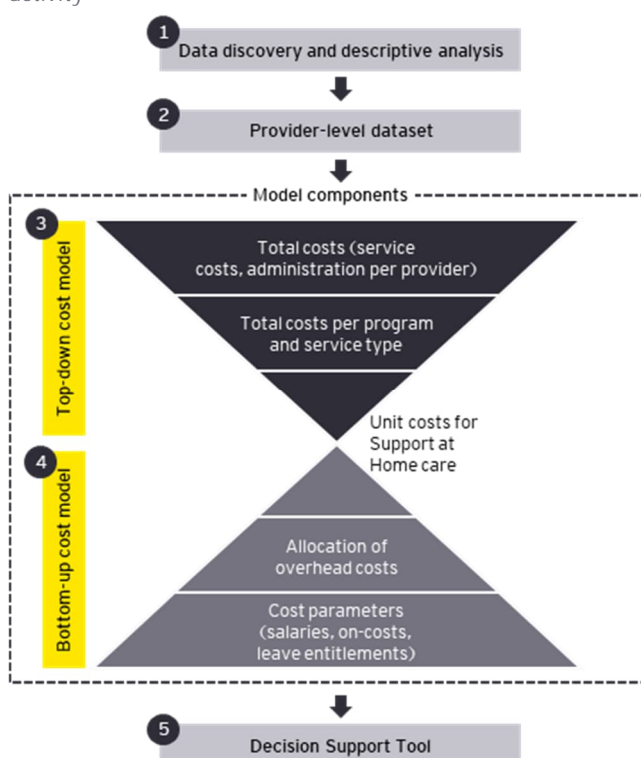 activity
1
Data discovery and descriptive analysis
2
Provider-level dataset
Model components
3
Top-down cost model
Total costs (service
costs, administration per provider)
Total costs per program
and service type
Unit costs for
Support at
Home care
4
Bottom-up cost model
Allocation of
overhead costs
Cost parameters
(salaries, on-costs,
leave entitlements)
5
Decision Support Tool